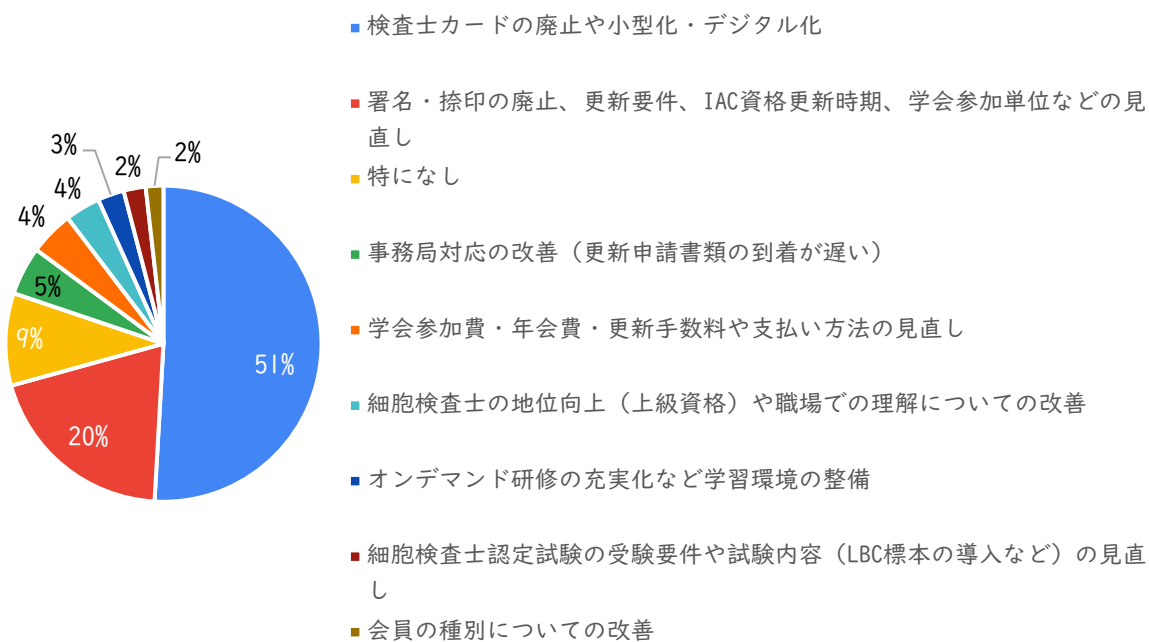 検査士カードの廃止や小型化・デジタル化
署名・捺印の廃止、更新要件、IAC資格更新時期、学会参加単位などの見
直し
特になし
事務局対応の改善（更新申請書類の到着が遅い）
学会参加費・年会費・更新手数料や支払い方法の見直し
細胞検査士の地位向上（上級資格）や職場での理解についての改善
オンデマンド研修の充実化など学習環境の整備
細胞検査士認定試験の受験要件や試験内容（LBC標本の導入など）の見直
し
会員の種別についての改善
51%
20%
9%
5%
4%
4%
3%
2%
2%